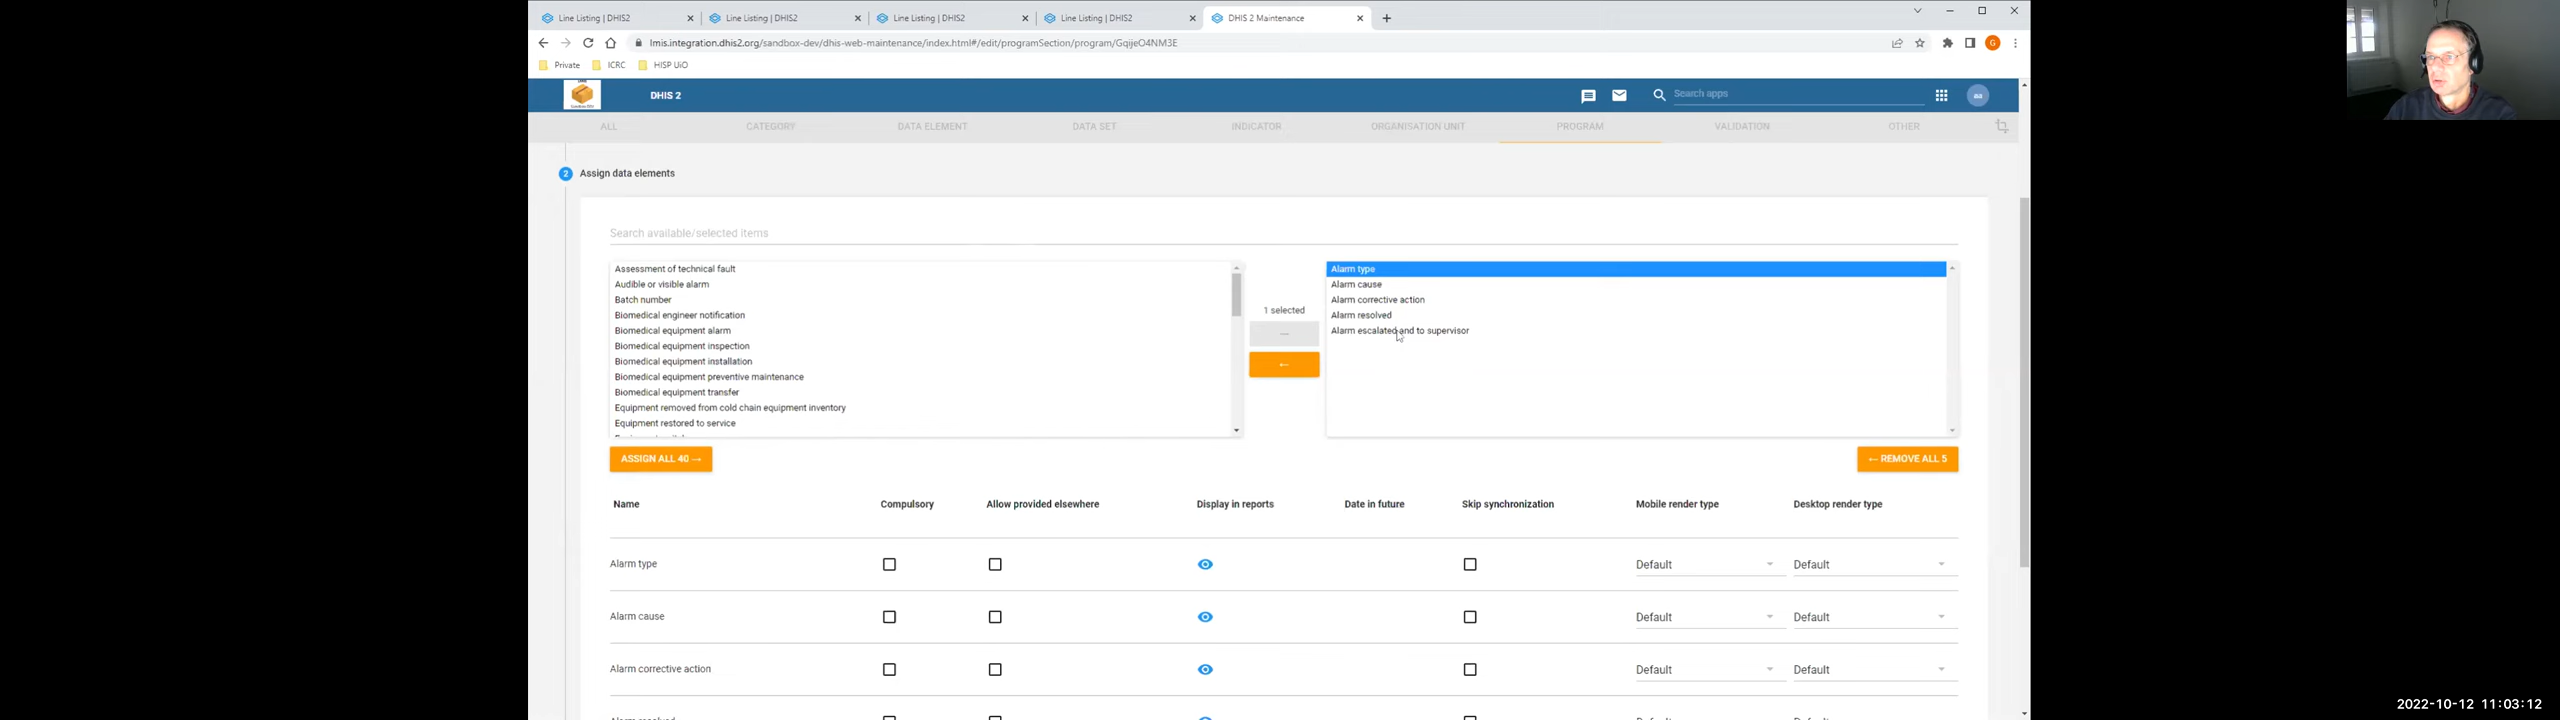 Line Listing | DHIS2
Line Listing | DHIS2
Line Listing | DHIS2
Line Listing | DHIS2
DHIS 2 Maintenance
lmis.integration.dhis2.org/sandbox-dev/dhis-web-maintenance/index.html#/edit/programSection/program/GqijeO4NM3E
G
Private
ICRC
HISP UiO
DHIS 2
Search apps
aa
ALL
CATEGORY
DATA ELEMENT
DATA SET
INDICATOR
ORGANISATION UNIT
PROGRAM
VALIDATION
OTHER
2 Assign data elements
Search available/selected items
Assessment of technical fault
Audible or visible alarm
Batch number
Biomedical engineer notification
Biomedical equipment alarm
Biomedical equipment inspection
Biomedical equipment installation
Biomedical equipment preventive maintenance
Biomedical equipment transfer
Equipment removed from cold chain equipment inventory
Equipment restored to service
1 selected
←
Alarm type
Alarm cause
Alarm corrective action
Alarm resolved
Alarm escalated and to supervisor
ASSIGN ALL 40 →
← REMOVE ALL 5
Name Compulsory Allow provided elsewhere Display in reports Date in future Skip synchronization Mobile render type Desktop render type
Alarm type Default Default
Alarm cause Default Default
Alarm corrective action Default Default
2022-10-12 11:03:12